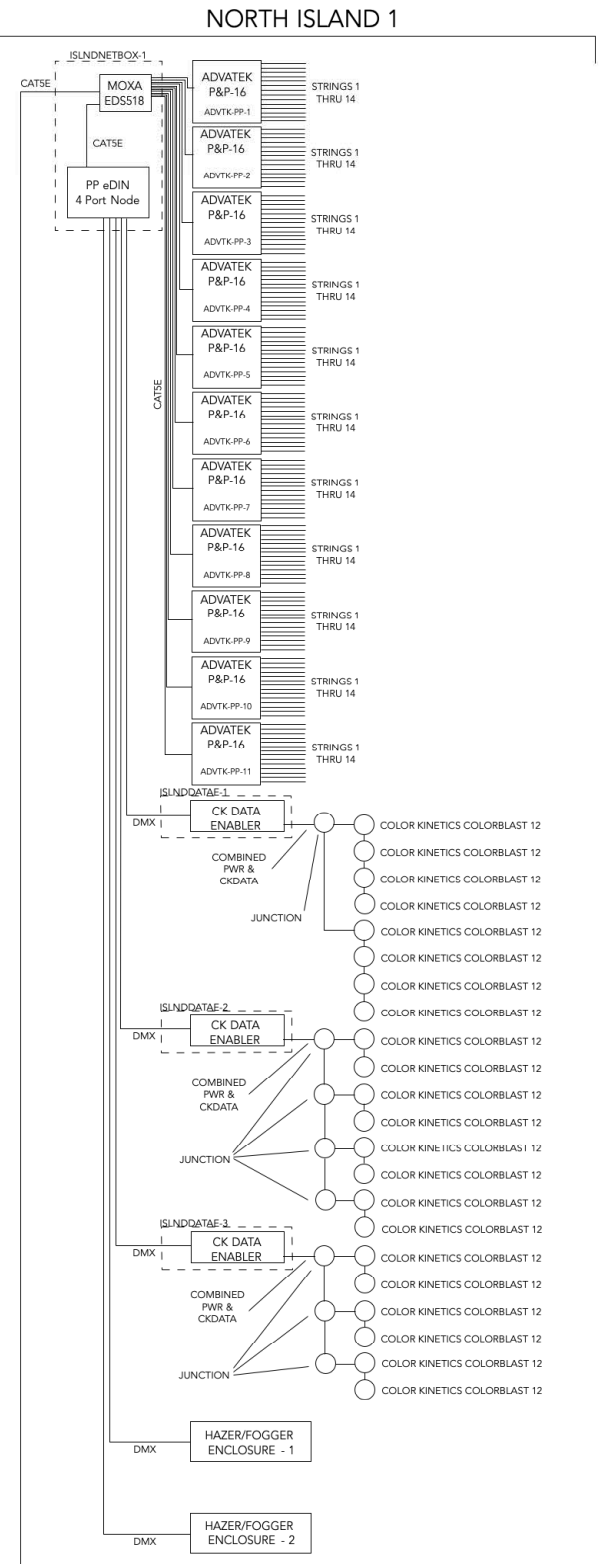 NORTH ISLAND 1
ISLNDNETBOX-1
CAT5E
MOXA
EDS518
CAT5E
PP eDIN
4 Port Node
CAT5E
ADVATEK
P&P-16
ADVTK-PP-1
STRINGS 1
THRU 14
ADVATEK
P&P-16
ADVTK-PP-2
STRINGS 1
THRU 14
ADVATEK
P&P-16
ADVTK-PP-3
STRINGS 1
THRU 14
ADVATEK
P&P-16
ADVTK-PP-4
STRINGS 1
THRU 14
ADVATEK
P&P-16
ADVTK-PP-5
STRINGS 1
THRU 14
ADVATEK
P&P-16
ADVTK-PP-6
STRINGS 1
THRU 14
ADVATEK
P&P-16
ADVTK-PP-7
STRINGS 1
THRU 14
ADVATEK
P&P-16
ADVTK-PP-8
STRINGS 1
THRU 14
ADVATEK
P&P-16
ADVTK-PP-9
STRINGS 1
THRU 14
ADVATEK
P&P-16
ADVTK-PP-10
STRINGS 1
THRU 14
ADVATEK
P&P-16
ADVTK-PP-11
STRINGS 1
THRU 14
ISLNDDATAE-1
CK DATA
ENABLER
DMX
COMBINED
PWR &
CKDATA
JUNCTION
COLOR KINETICS COLORBLAST 12
COLOR KINETICS COLORBLAST 12
COLOR KINETICS COLORBLAST 12
COLOR KINETICS COLORBLAST 12
COLOR KINETICS COLORBLAST 12
COLOR KINETICS COLORBLAST 12
COLOR KINETICS COLORBLAST 12
COLOR KINETICS COLORBLAST 12
ISLNDDATAE-2
CK DATA
ENABLER
DMX
COMBINED
PWR &
CKDATA
JUNCTION
COLOR KINETICS COLORBLAST 12
COLOR KINETICS COLORBLAST 12
COLOR KINETICS COLORBLAST 12
COLOR KINETICS COLORBLAST 12
COLOR KINETICS COLORBLAST 12
COLOR KINETICS COLORBLAST 12
COLOR KINETICS COLORBLAST 12
COLOR KINETICS COLORBLAST 12
ISLNDDATAE-3
CK DATA
ENABLER
DMX
COMBINED
PWR &
CKDATA
JUNCTION
COLOR KINETICS COLORBLAST 12
COLOR KINETICS COLORBLAST 12
COLOR KINETICS COLORBLAST 12
COLOR KINETICS COLORBLAST 12
COLOR KINETICS COLORBLAST 12
COLOR KINETICS COLORBLAST 12
HAZER/FOGGER
ENCLOSURE - 1
DMX
HAZER/FOGGER
ENCLOSURE - 2
DMX